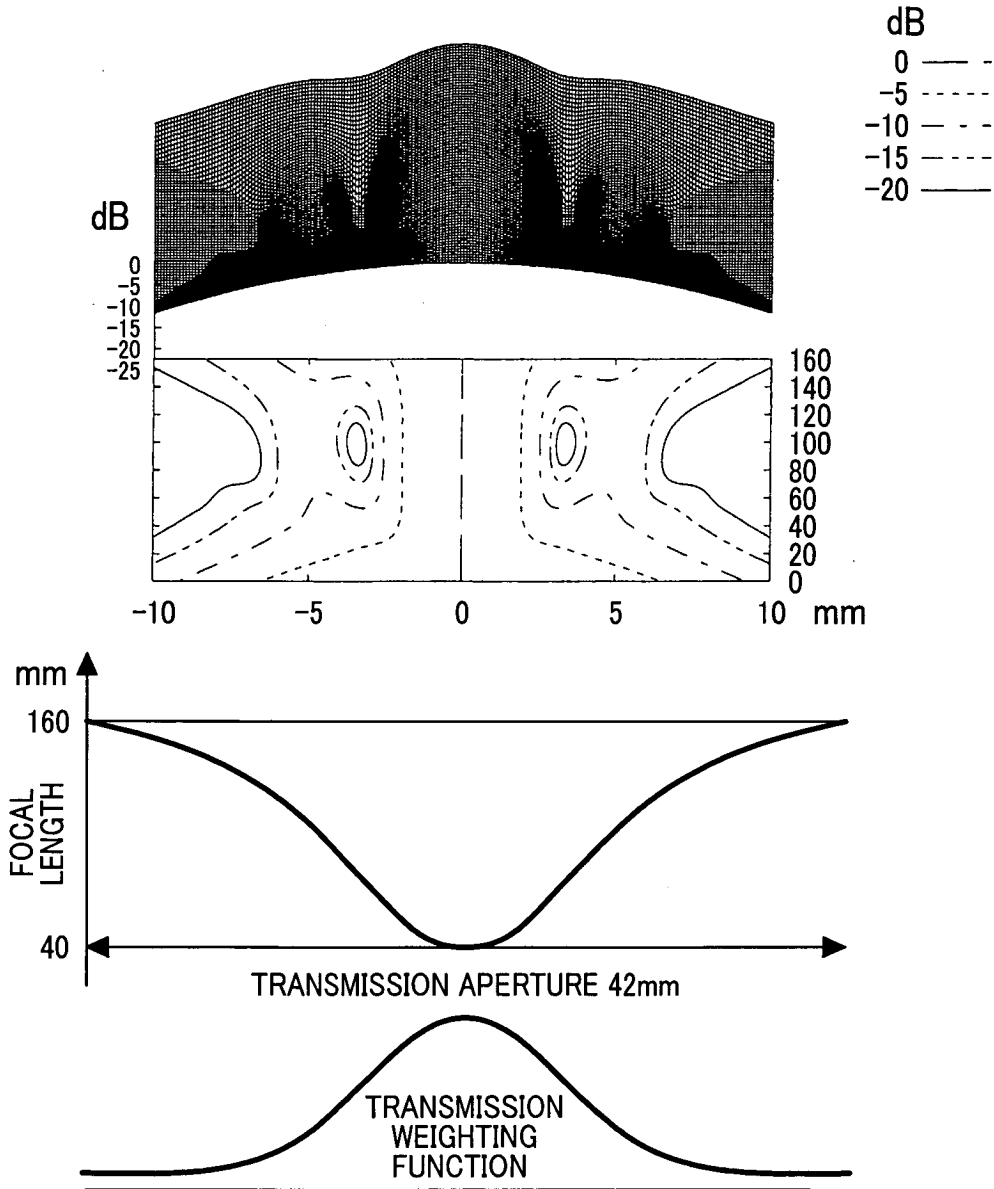 dB
0
-5
-10
-15
-20
dB
0
-5
-10
-15
-20
-25
160
140
120
100
80
60
40
20
0
-10 -5 0 5 10 mm
mm
160
FOCAL
LENGTH
40
TRANSMISSION APERTURE 42mm
TRANSMISSION
WEIGHTING
FUNCTION